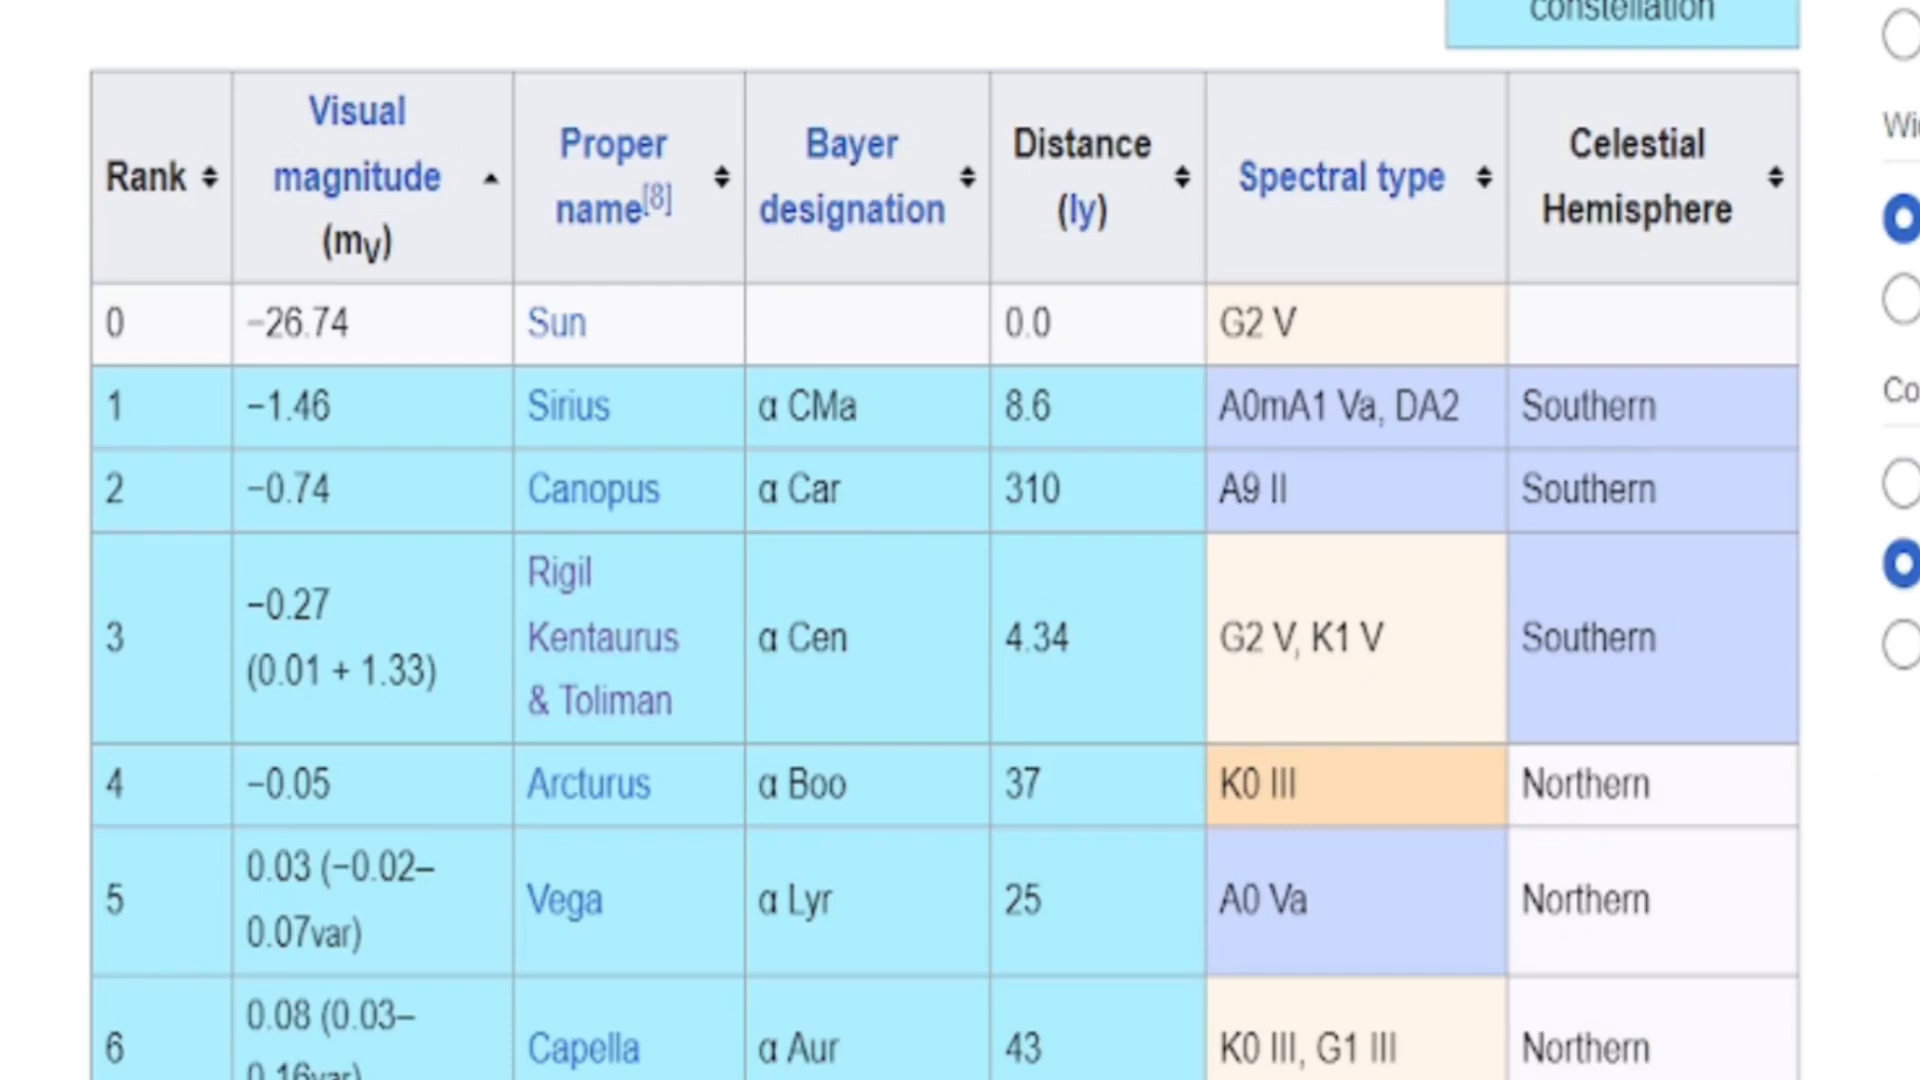 constellation
Rank
Visual
magnitude
(mV)
Proper
name[8]
Bayer
designation
Distance
(ly)
Spectral type
Celestial
Hemisphere
0
−26.74
Sun
0.0
G2 V
1
−1.46
Sirius
α CMa
8.6
A0mA1 Va, DA2
Southern
2
−0.74
Canopus
α Car
310
A9 II
Southern
3
−0.27
(0.01 + 1.33)
Rigil
Kentaurus
& Toliman
α Cen
4.34
G2 V, K1 V
Southern
4
−0.05
Arcturus
α Boo
37
K0 III
Northern
5
0.03 (−0.02–
0.07var)
Vega
α Lyr
25
A0 Va
Northern
6
0.08 (0.03–
0.16var)
Capella
α Aur
43
K0 III, G1 III
Northern
Wi
Co